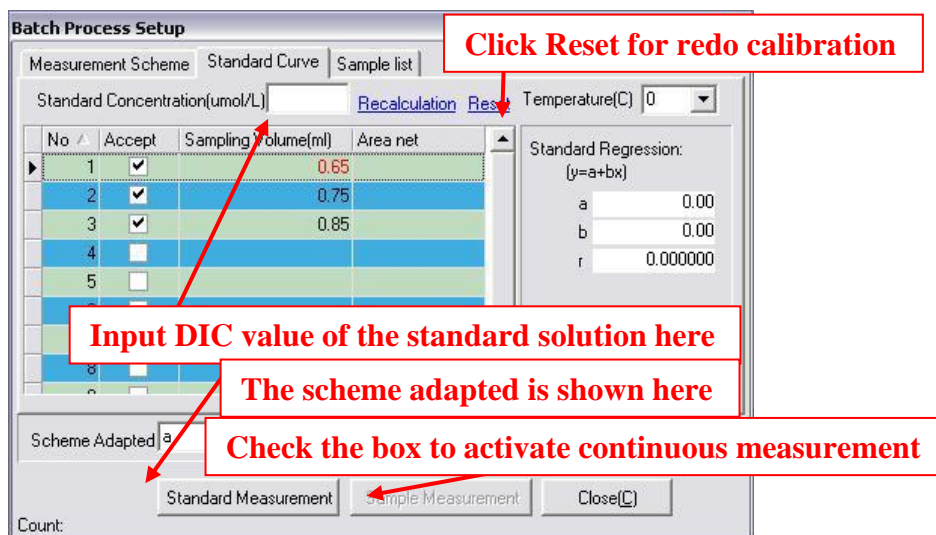 Batch Process Setup
Click Reset for redo calibration
Measurement Scheme Standard Curve Sample list
Standard Concentration(umol/L) Recalculation Reset Temperature(C) 0
No Accept Sampling Volume(ml) Area net
Standard Regression:
(y=a+bx)
1 0.65
2 0.75
3 0.85
4
5
a 0.00
b 0.00
r 0.000000
Input DIC value of the standard solution here
8
The scheme adapted is shown here
Scheme Adapted a
Check the box to activate continuous measurement
Standard Measurement Sample Measurement Close(C)
Count: